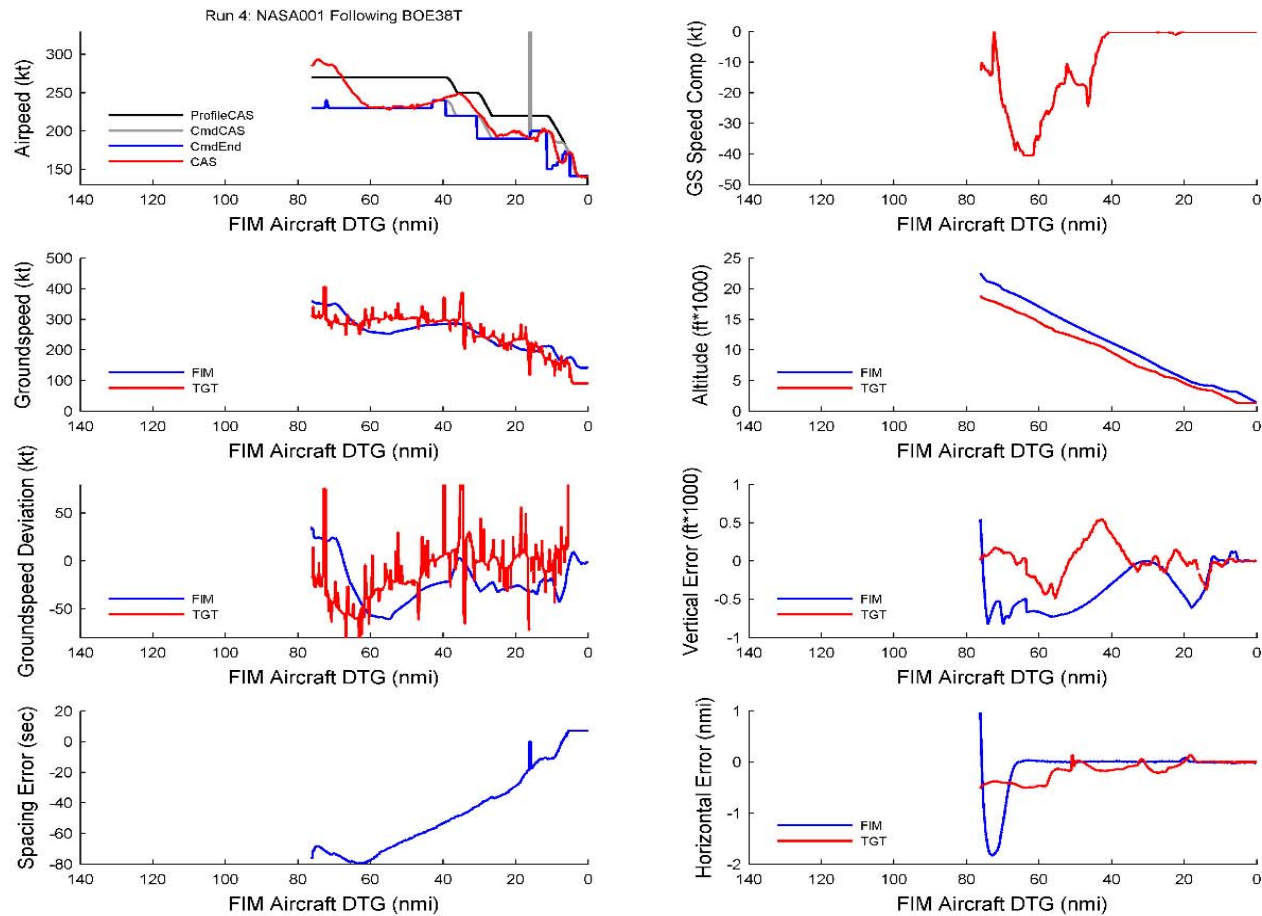 Run 4: NASA001 Following BOE38T
Airpeed (kt)
300
250
200
150
ProfileCAS
CmdCAS
CmdEnd
CAS
140 120 100 80 60 40 20 0
FIM Aircraft DTG (nmi)
GS Speed Comp (kt)
0
-10
-20
-30
-40
-50
140 120 100 80 60 40 20 0
FIM Aircraft DTG (nmi)
Groundspeed (kt)
500
400
300
200
100
0
FIM
TGT
140 120 100 80 60 40 20 0
FIM Aircraft DTG (nmi)
Altitude (ft*1000)
25
20
15
10
5
0
FIM
TGT
140 120 100 80 60 40 20 0
FIM Aircraft DTG (nmi)
Groundspeed Deviation (kt)
50
0
-50
FIM
TGT
140 120 100 80 60 40 20 0
FIM Aircraft DTG (nmi)
Vertical Error (ft*1000)
1
0.5
0
-0.5
-1
FIM
TGT
140 120 100 80 60 40 20 0
FIM Aircraft DTG (nmi)
Spacing Error (sec)
20
0
-20
-40
-60
-80
140 120 100 80 60 40 20 0
FIM Aircraft DTG (nmi)
Horizontal Error (nmi)
1
0
-1
-2
FIM
TGT
140 120 100 80 60 40 20 0
FIM Aircraft DTG (nmi)